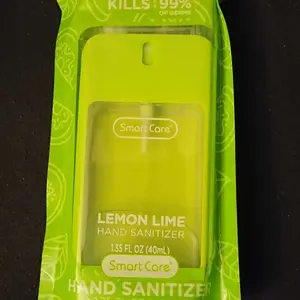 KILLS 99%
OF GERMS
Smart Care
LEMON LIME
HAND SANITIZER
1.35 FL OZ (40mL)
Smart Care
HAND SANITIZER